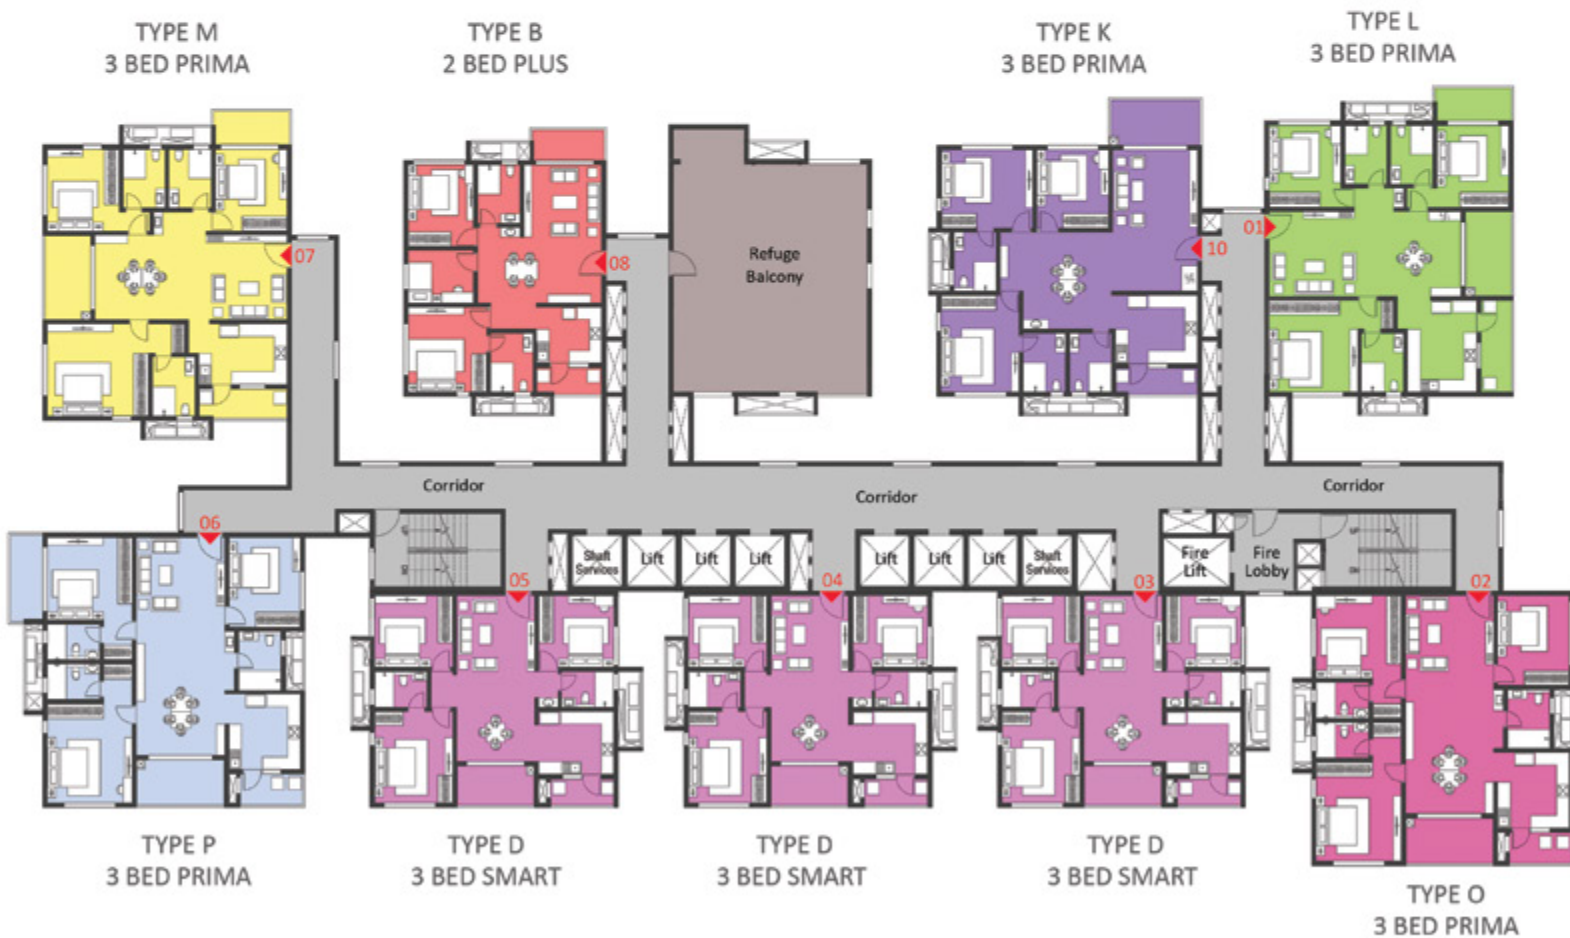 TYPE M
3 BED PRIMA
TYPE B
2 BED PLUS
TYPE K
3 BED PRIMA
TYPE L
3 BED PRIMA
07
08
Refuge
Balcony
10
01
Corridor
Corridor
Corridor
06
05
Shaft
Services
Lift
Lift
Lift
04
Lift
Lift
Lift
Shaft
Services
03
Fire
Lift
Fire
Lobby
02
TYPE P
3 BED PRIMA
TYPE D
3 BED SMART
TYPE D
3 BED SMART
TYPE D
3 BED SMART
TYPE O
3 BED PRIMA